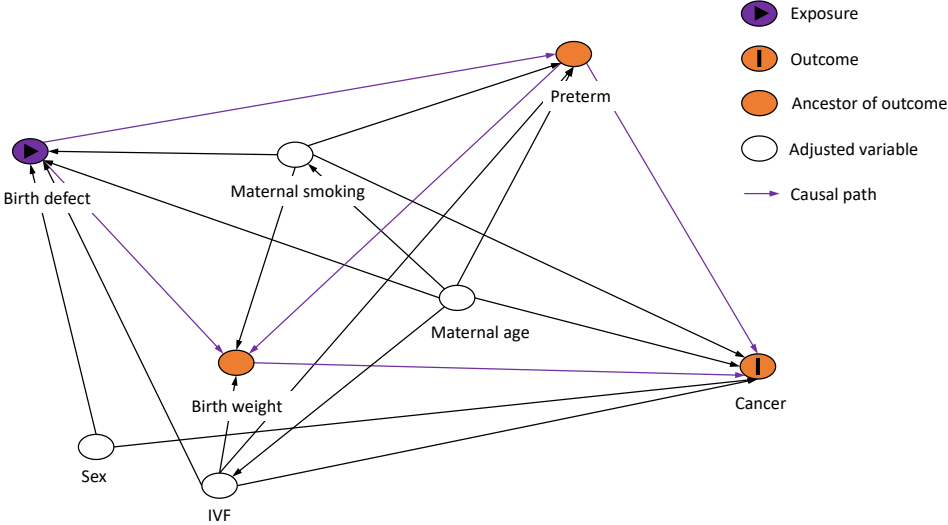 Exposure
Outcome
Preterm
Ancestor of outcome
Adjusted variable
Maternal smoking
Birth defect
Causal path
Maternal age
Birth weight
Cancer
Sex
IVF